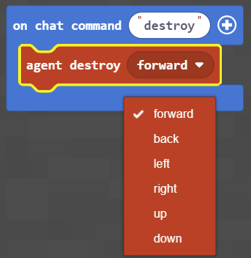 on chat command "destroy"
agent destroy forward
forward
back
left
right
up
down